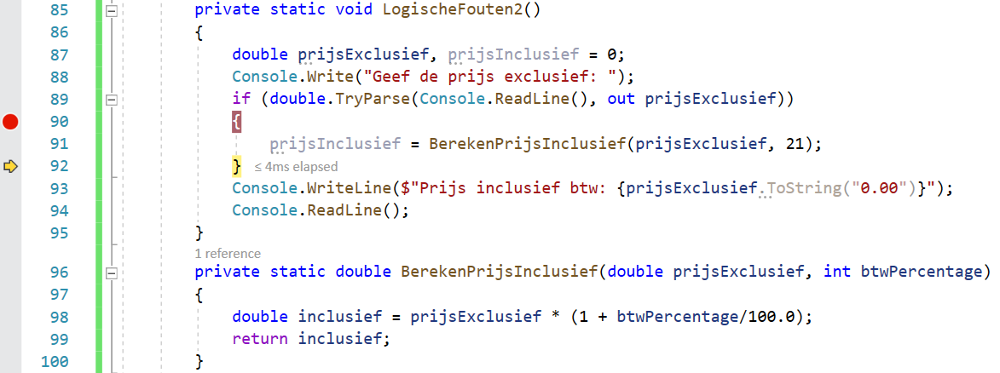 85 private static void LogischeFouten2()
86 {
87 double prijsExclusief, prijsInclusief = 0;
88 Console.Write("Geef de prijs exclusief: ");
89 if (double.TryParse(Console.ReadLine(), out prijsExclusief))
90 {
91 prijsInclusief = BerekenPrijsInclusief(prijsExclusief, 21);
92 } ≤ 4ms elapsed
93 Console.WriteLine($"Prijs inclusief btw: {prijsExclusief.ToString("0.00")}");
94 Console.ReadLine();
95 }
1 reference
96 private static double BerekenPrijsInclusief(double prijsExclusief, int btwPercentage)
97 {
98 double inclusief = prijsExclusief * (1 + btwPercentage/100.0);
99 return inclusief;
100 }